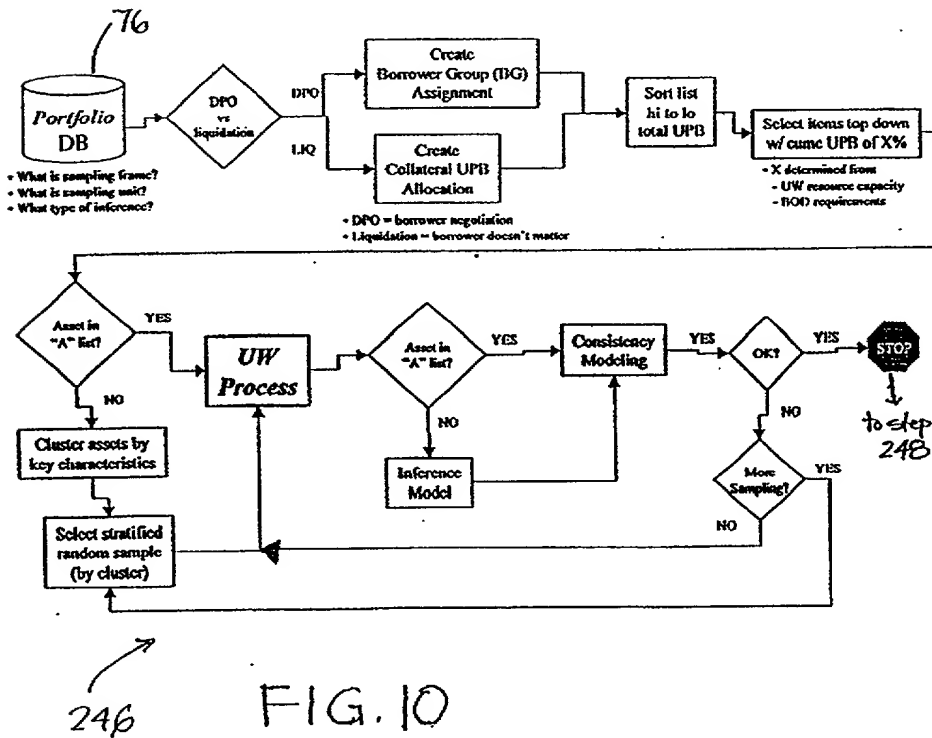 76
Portfolio
DB
DPO
vs
liquidation
DPO
LIQ
Create
Borrower Group (BG)
Assignment
Create
Collateral UPB
Allocation
Sort list
hi to lo
total UPB
Select items top down
w/ cume UPB of X%
• What is sampling frame?
• What is sampling unit?
• What type of inference?
• DPO = borrower negotiation
• Liquidation = borrower doesn't matter
• X determined from
- UW resource capacity
- BOD requirements
Asset in
"A" list?
YES
NO
UW
Process
Asset in
"A" list?
YES
NO
Consistency
Modeling
YES
OK?
YES
NO
STOP
to step
248
Cluster assets by
key characteristics
Inference
Model
More
Sampling?
YES
NO
Select stratified
random sample
(by cluster)
246
FIG. 10